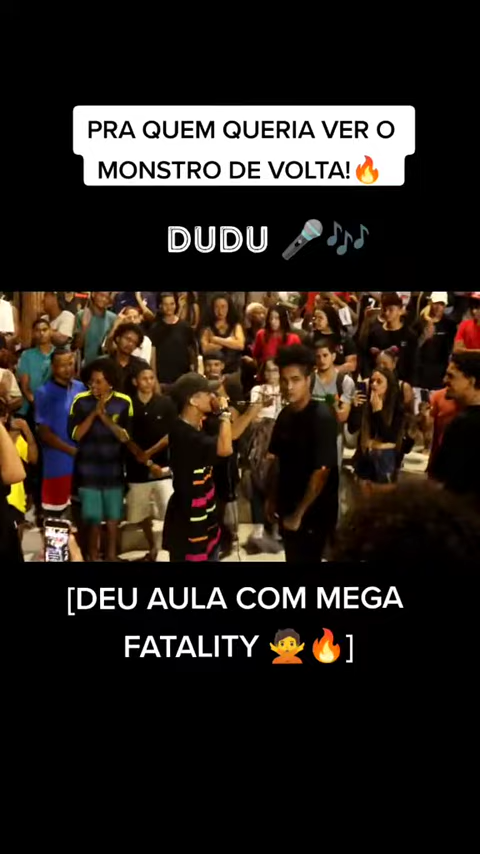 PRA QUEM QUERIA VER O
MONSTRO DE VOLTA!🔥
DUDU 🎤🎶
[DEU AULA COM MEGA
FATALITY 🙅🔥]